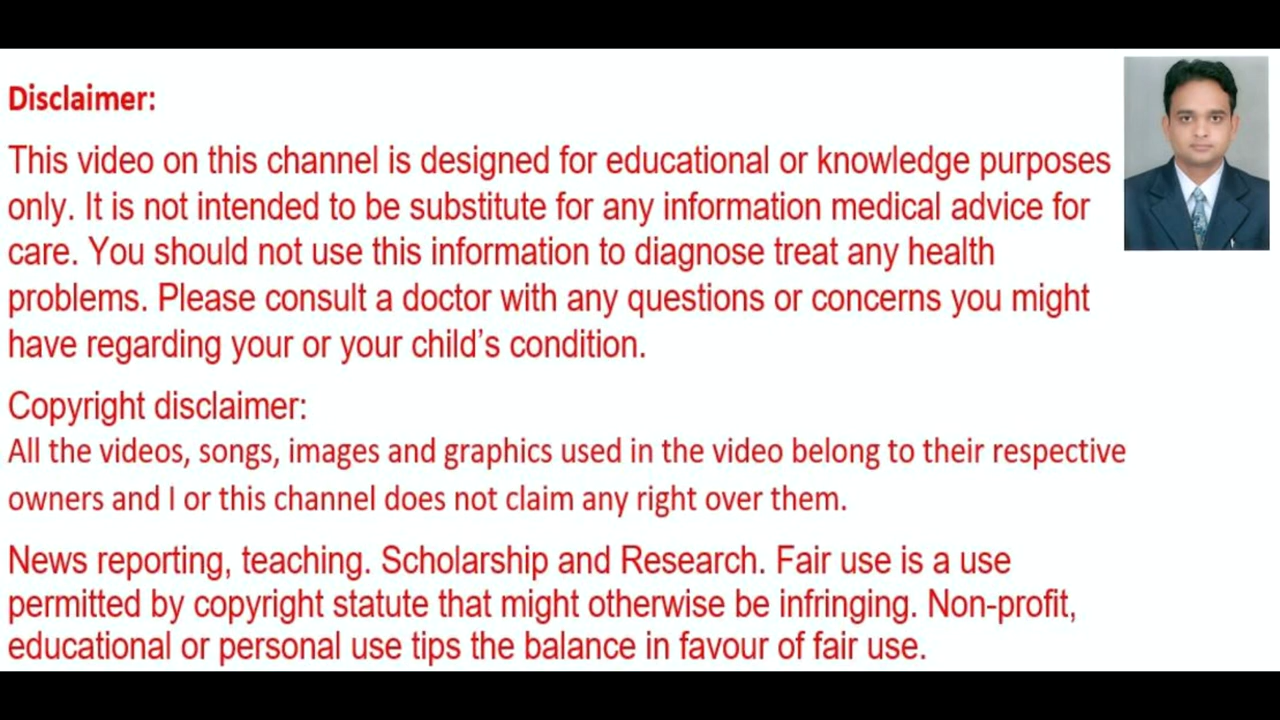 Disclaimer:
This video on this channel is designed for educational or knowledge purposes
only. It is not intended to be substitute for any information medical advice for
care. You should not use this information to diagnose treat any health
problems. Please consult a doctor with any questions or concerns you might
have regarding your or your child’s condition.
Copyright disclaimer:
All the videos, songs, images and graphics used in the video belong to their respective
owners and I or this channel does not claim any right over them.
News reporting, teaching. Scholarship and Research. Fair use is a use
permitted by copyright statute that might otherwise be infringing. Non-profit,
educational or personal use tips the balance in favour of fair use.